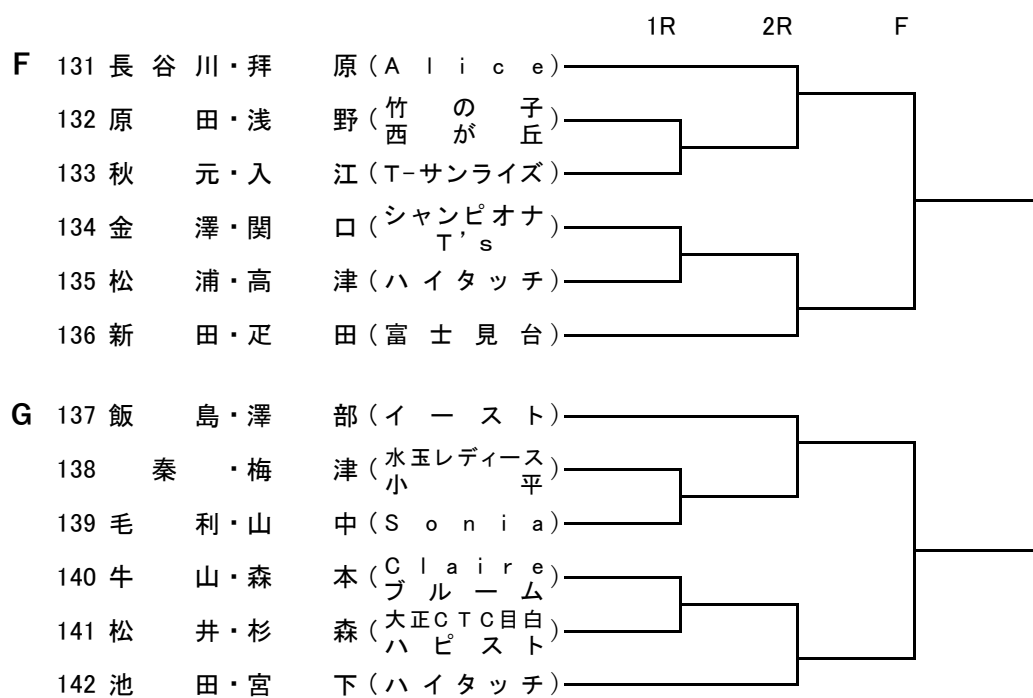 1R 2R F
F 131 長谷川・拝原(Alice)
132 原田・浅野(竹の子
西が丘)
133 秋元・入江(T-サンライズ)
134 金澤・関口(シャンピオナ
T's)
135 松浦・高津(ハイタッチ)
136 新田・疋田(富士見台)
G 137 飯島・澤部(イースト)
138 秦・梅津(水玉レディース
小平)
139 毛利・山中(Sonia)
140 牛山・森本(Claire
ブルーム)
141 松井・杉森(大正CTC目白
ハピスト)
142 池田・宮下(ハイタッチ)